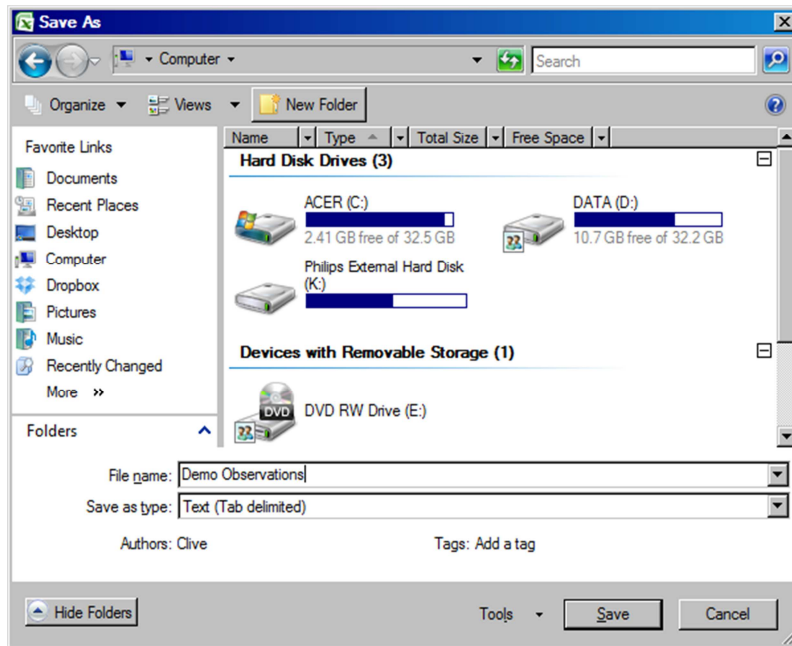 Save As
Computer
Search
Organize Views New Folder
Favorite Links
Documents
Recent Places
Desktop
Computer
Dropbox
Pictures
Music
Recently Changed
More »
Folders
Name Type Total Size Free Space
Hard Disk Drives (3)
ACER (C:)
2.41 GB free of 32.5 GB
DATA (D:)
10.7 GB free of 32.2 GB
Philips External Hard Disk
(K:)
Devices with Removable Storage (1)
DVD
DVD RW Drive (E:)
File name: Demo Observations
Save as type: Text (Tab delimited)
Authors: Clive Tags: Add a tag
Hide Folders Tools Save Cancel